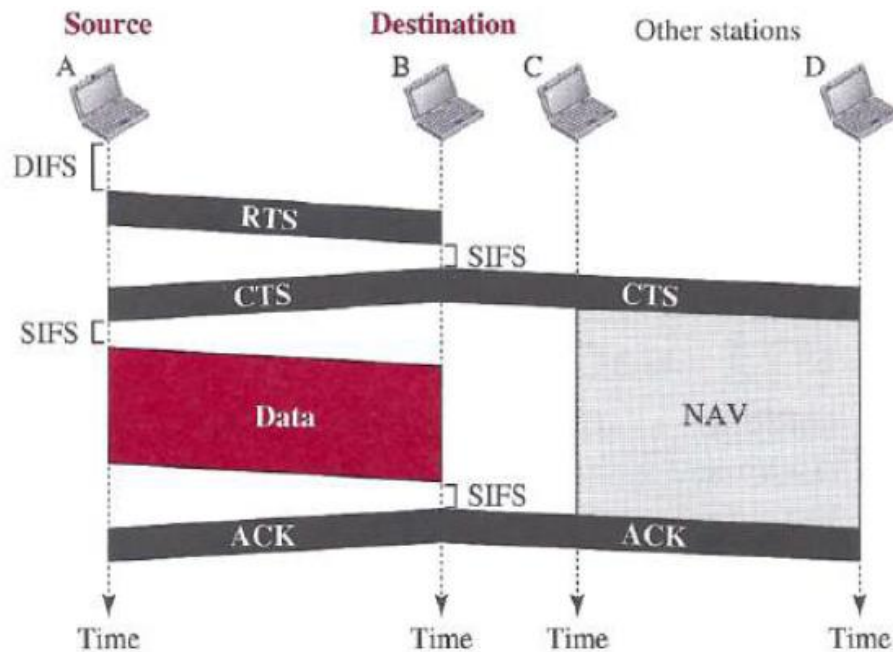 Source Destination Other stations
A B C D
DIFS
RTS
SIFS
CTS CTS
SIFS
Data NAV
SIFS
ACK ACK
Time Time Time Time